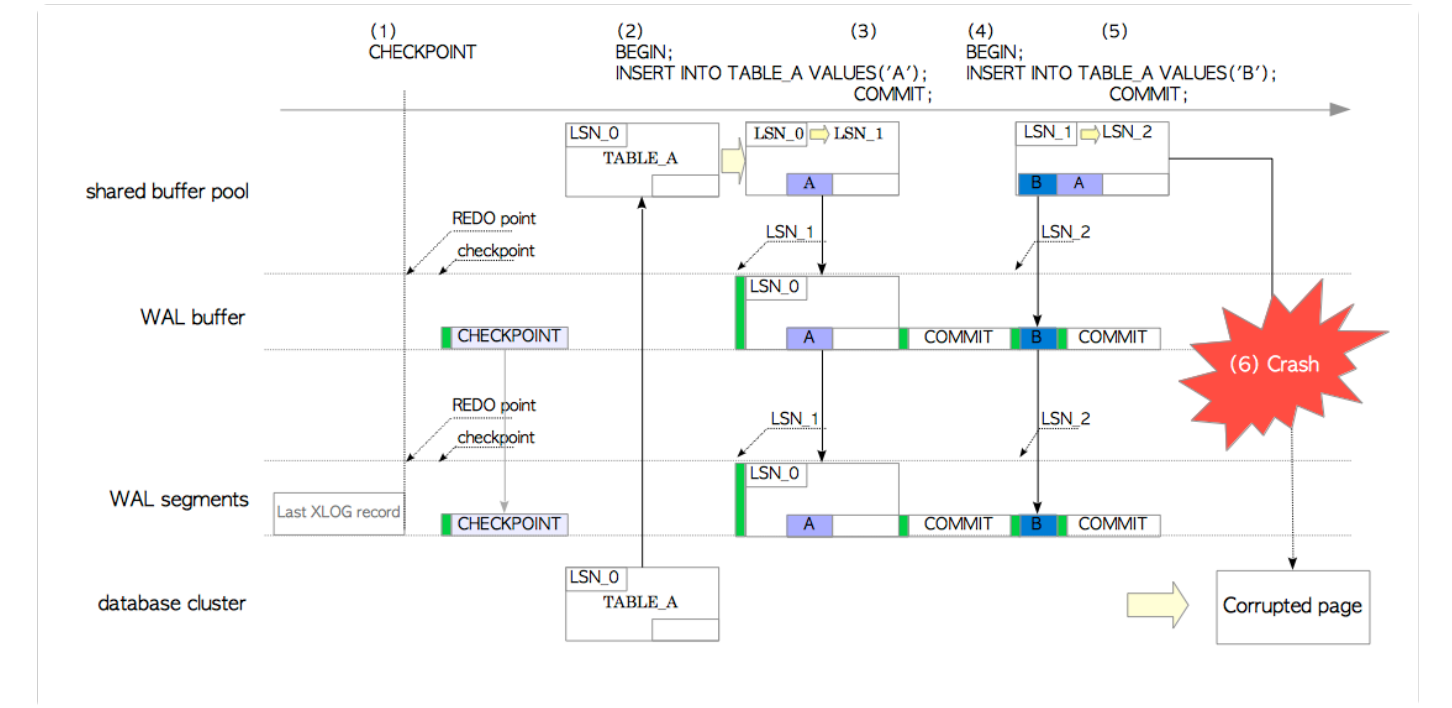 (1)
CHECKPOINT
(2)
BEGIN;
INSERT INTO TABLE_A VALUES('A');
(3)
COMMIT;
(4)
BEGIN;
INSERT INTO TABLE_A VALUES('B');
(5)
COMMIT;
shared buffer pool
LSN_0
TABLE_A
LSN_0
LSN_1
A
LSN_1
LSN_2
B
A
REDO point
checkpoint
LSN_1
LSN_2
WAL buffer
CHECKPOINT
LSN_0
A
COMMIT
B
COMMIT
(6) Crash
REDO point
checkpoint
LSN_1
LSN_2
WAL segments
Last XLOG record
CHECKPOINT
LSN_0
A
COMMIT
B
COMMIT
database cluster
LSN_0
TABLE_A
Corrupted page